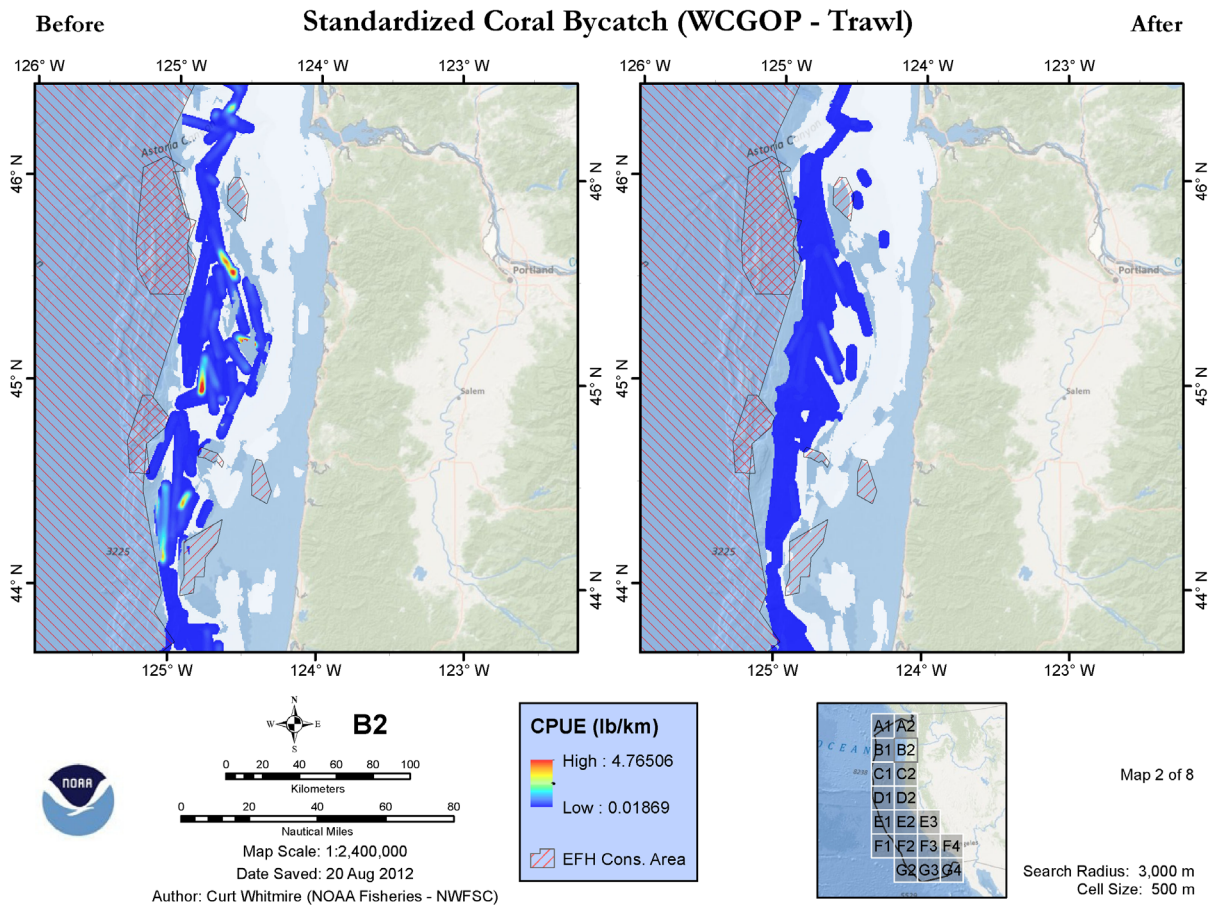 Before
Standardized Coral Bycatch (WCGOP - Trawl)
After
126° W
125° W
124° W
123° W
126° W
125° W
124° W
123° W
46° N
45° N
44° N
46° N
45° N
44° N
46° N
45° N
44° N
Astoria
Portland
Salem
3225
Astoria Canyon
Portland
Salem
3225
125° W
124° W
123° W
125° W
124° W
123° W
N
W E
S
B2
0 20 40 60 80 100
Kilometers
0 20 40 60 80
Nautical Miles
Map Scale: 1:2,400,000
Date Saved: 20 Aug 2012
Author: Curt Whitmire (NOAA Fisheries - NWFSC)
NOAA
CPUE (lb/km)
High : 4.76506
Low : 0.01869
EFH Cons. Area
A1 A2
OCEAN B1 B2
C1 C2
D1 D2
E1 E2 E3
F1 F2 F3 F4
G2 G3 G4
Map 2 of 8
Search Radius: 3,000 m
Cell Size: 500 m